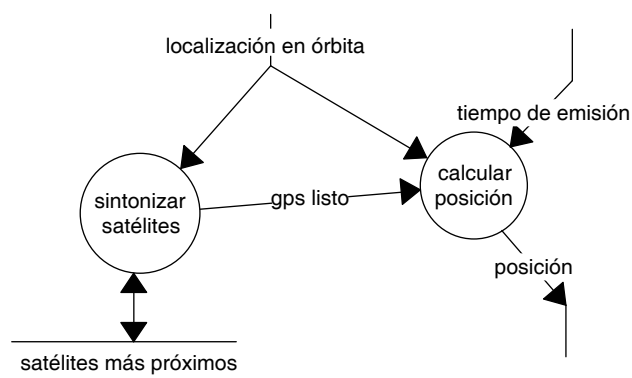 localización en órbita
tiempo de emisión
calcular
posición
sintonizar
satélites
gps listo
posición
satélites más próximos